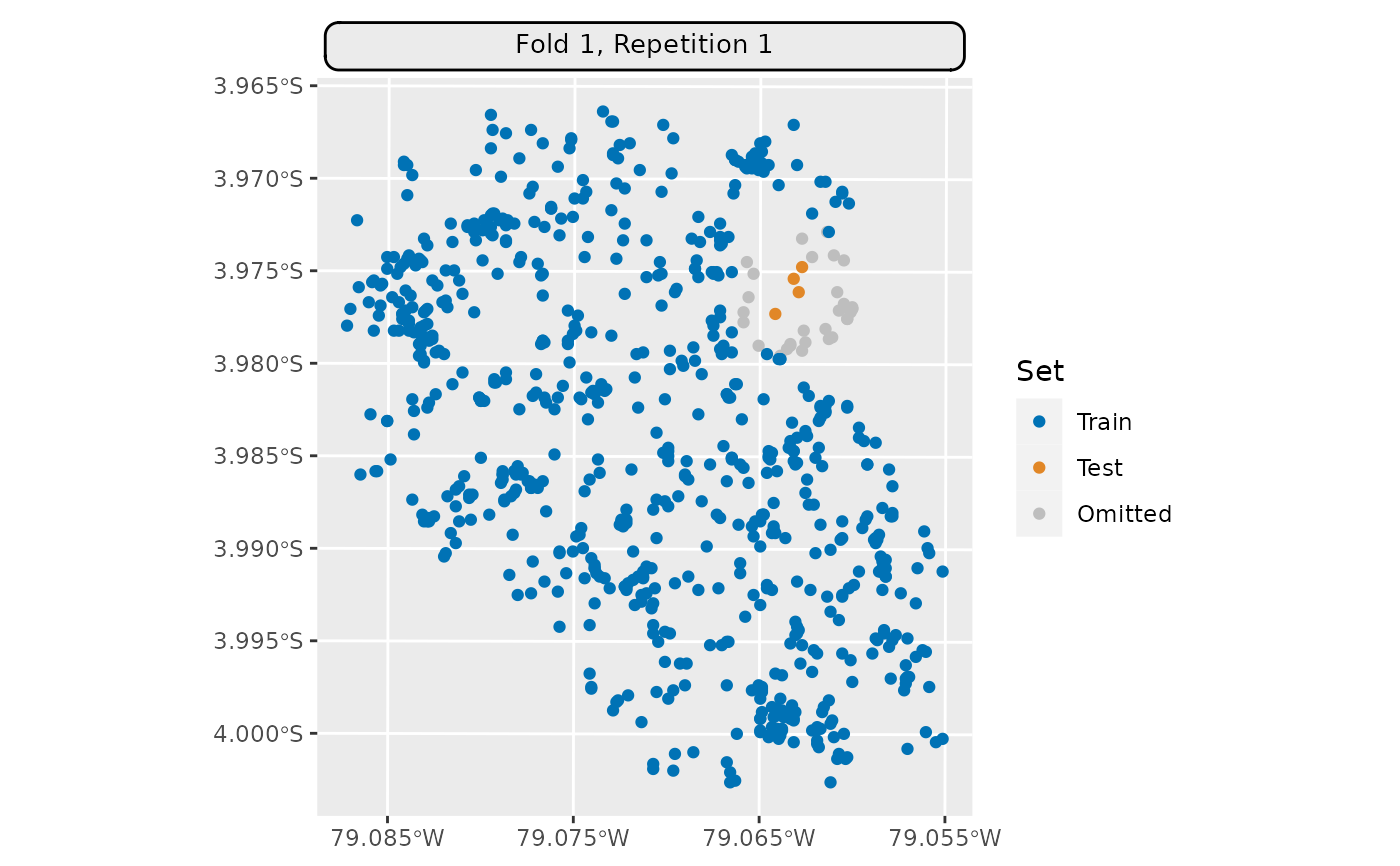 Fold 1, Repetition 1
3.965°S
3.970°S
3.975°S
3.980°S
3.985°S
3.990°S
3.995°S
4.000°S
79.085°W 79.075°W 79.065°W 79.055°W
Set
Train
Test
Omitted